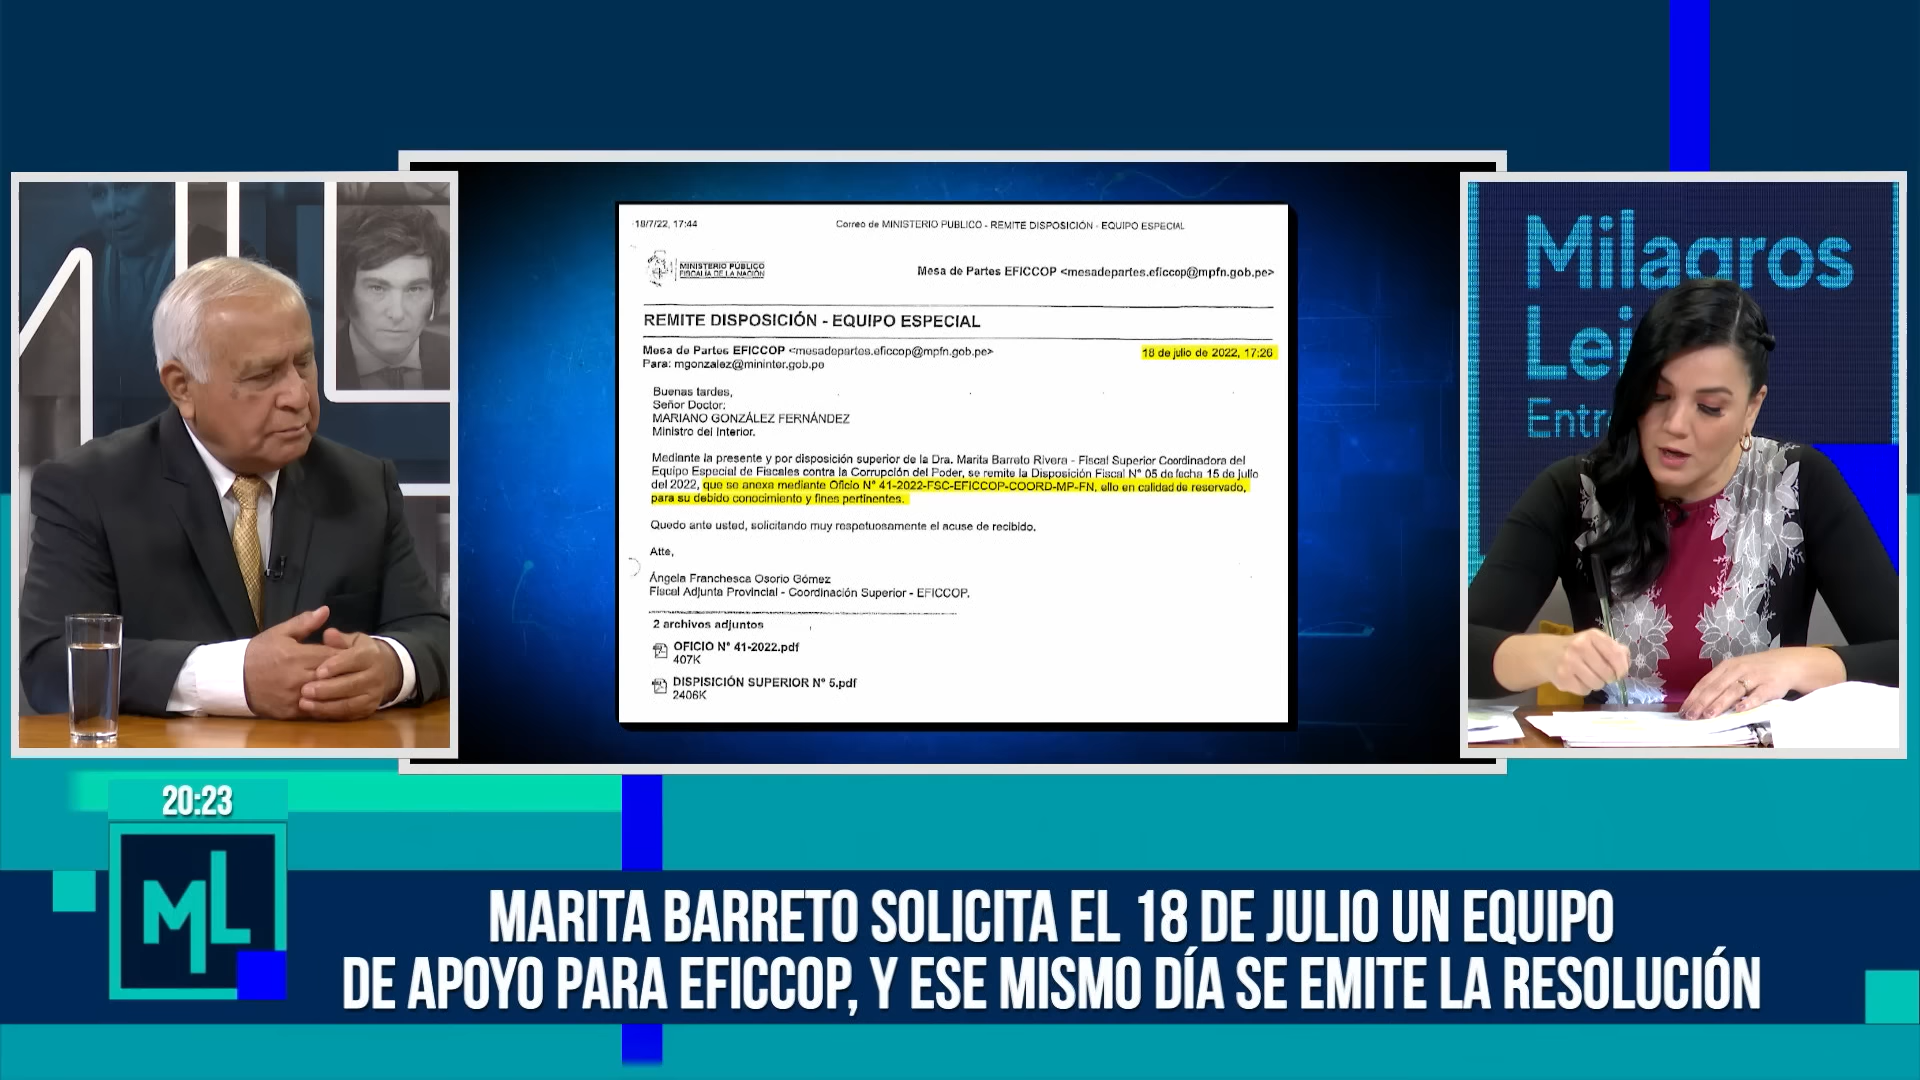 18/7/22, 17:44
Correo de MINISTERIO PUBLICO - REMITE DISPOSICIÓN - EQUIPO ESPECIAL
MINISTERIO PÚBLICO
FISCALIA DE LA NACIÓN
Mesa de Partes EFICCOP <mesadepartes.eficcop@mpfn.gob.pe>
REMITE DISPOSICIÓN - EQUIPO ESPECIAL
Mesa de Partes EFICCOP <mesadepartes.eficcop@mpfn.gob.pe>
18 de julio de 2022, 17:26
Para: mgonzalez@mininter.gob.pe
Buenas tardes,
Señor Doctor:
MARIANO GONZÁLEZ FERNÁNDEZ
Ministro del Interior.
Mediante la presente y por disposición superior de la Dra. Marita Barreto Rivera - Fiscal Superior Coordinadora del
Equipo Especial de Fiscales contra la Corrupción del Poder, se remite la Disposición Fiscal N° 05 de fecha 15 de julio
del 2022, que se anexa mediante Oficio N° 41-2022-FSC-EFICCOP-COORD-MP-FN, ello en calidad de reservado,
para su debido conocimiento y fines pertinentes.
Quedo ante usted, solicitando muy respetuosamente el acuse de recibido.
Atte,
Ángela Franchesca Osorio Gómez
Fiscal Adjunta Provincial - Coordinación Superior - EFICCOP.
2 archivos adjuntos
OFICIO N° 41-2022.pdf
407K
DISPISICIÓN SUPERIOR N° 5.pdf
2406K
Milagros
Lei
Entre
20:23
ML
MARITA BARRETO SOLICITA EL 18 DE JULIO UN EQUIPO
DE APOYO PARA EFICCOP, Y ESE MISMO DÍA SE EMITE LA RESOLUCIÓN